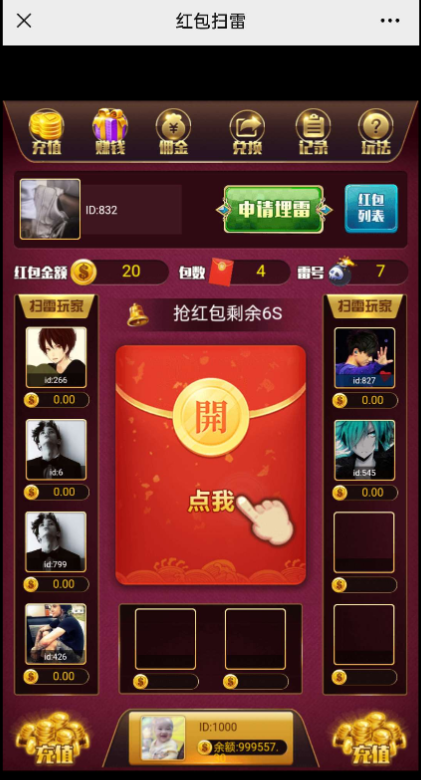 红包扫雷
充值 赚钱 佣金 兑换 记录 玩法
ID:832
申请埋雷
红包
列表
红包金额 20 包数 4 雷号 7
扫雷玩家
抢红包剩余6S
扫雷玩家
id:266
0.00
id:6
0.00
id:799
0.00
id:426
0.00
開
点我
id:827
0.00
id:545
0.00
充值
ID:1000
余额:999557.
充值